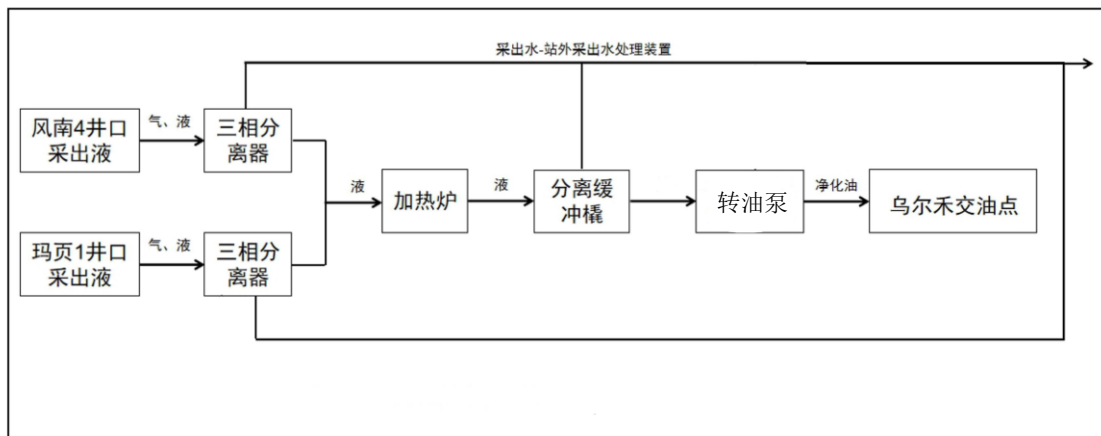 采出水-站外采出水处理装置
风南4井口
采出液
气、液
三相分
离器
液
加热炉
液
分离缓
冲橇
转油泵
净化油
乌尔禾交油点
玛页1井口
采出液
气、液
三相分
离器